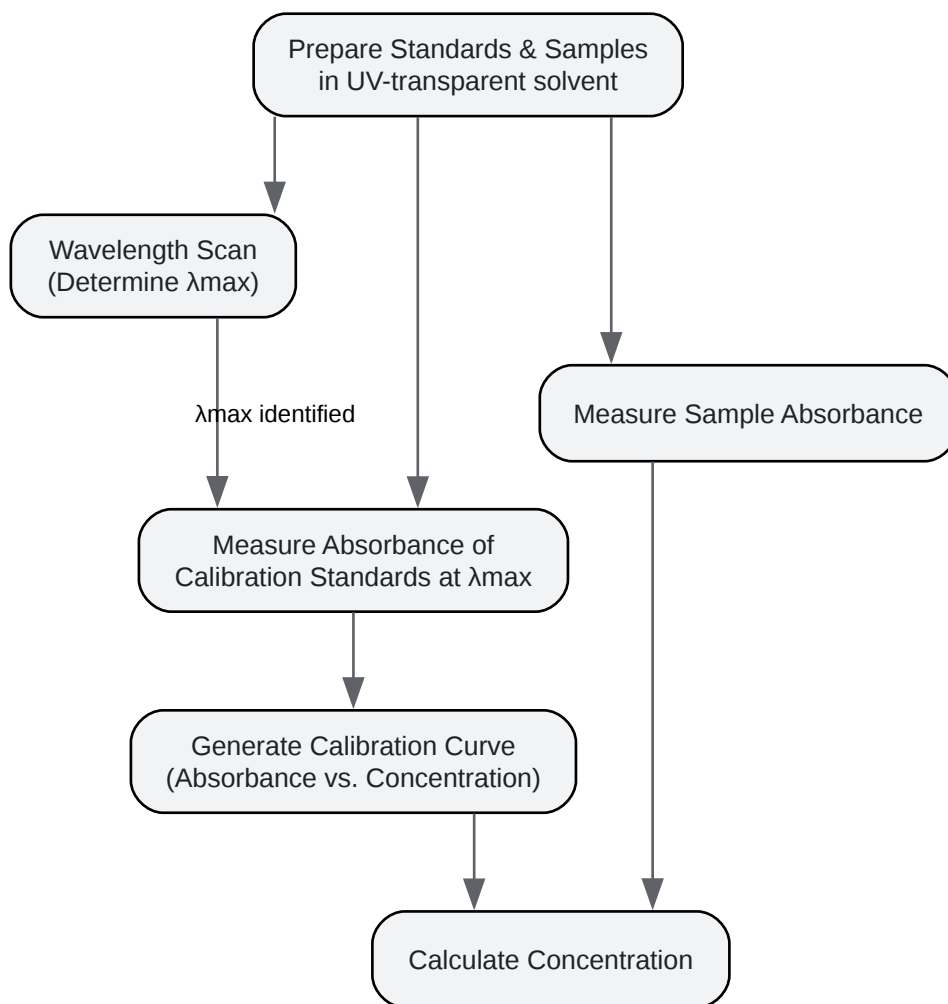 Prepare Standards & Samples
in UV-transparent solvent
Wavelength Scan
(Determine λmax)
λmax identified
Measure Sample Absorbance
Measure Absorbance of
Calibration Standards at λmax
Generate Calibration Curve
(Absorbance vs. Concentration)
Calculate Concentration